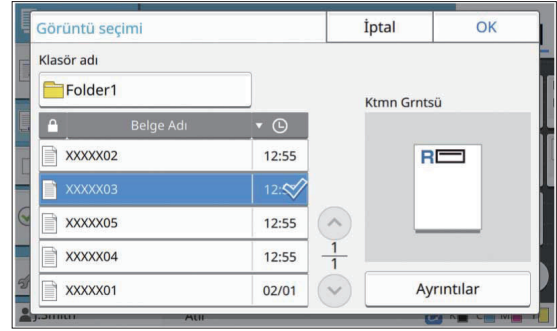 Görüntü seçimi
İptal
OK
Klasör adı
Folder1
Ktmn Grntsü
Belge Adı
XXXXX02 12:55
R
XXXXX03
XXXXX05 12:55
XXXXX04 12:55
1
1
XXXXX01 02/01
Ayrıntılar
J.Smith